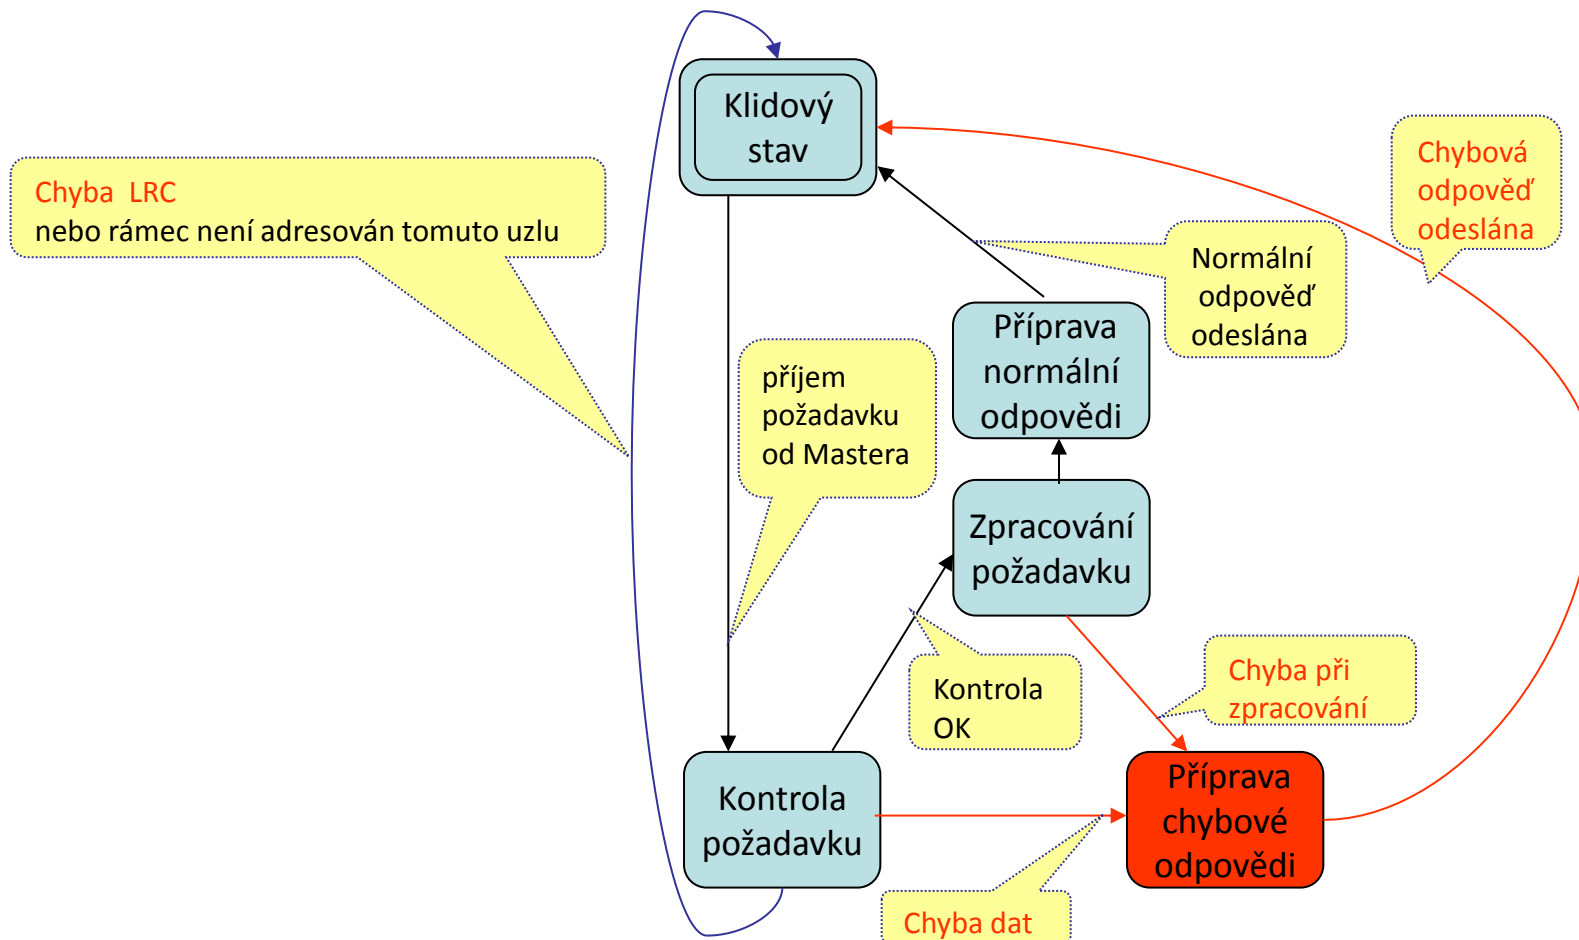 Klidový
stav
Chyba LRC
nebo rámec není adresován tomuto uzlu
Chybová
odpověď
odeslána
Normální
odpověď
odeslána
Příprava
normální
odpovědi
příjem
požadavku
od Mastera
Zpracování
požadavku
Kontrola
OK
Chyba při
zpracování
Kontrola
požadavku
Příprava
chybové
odpovědi
Chyba dat